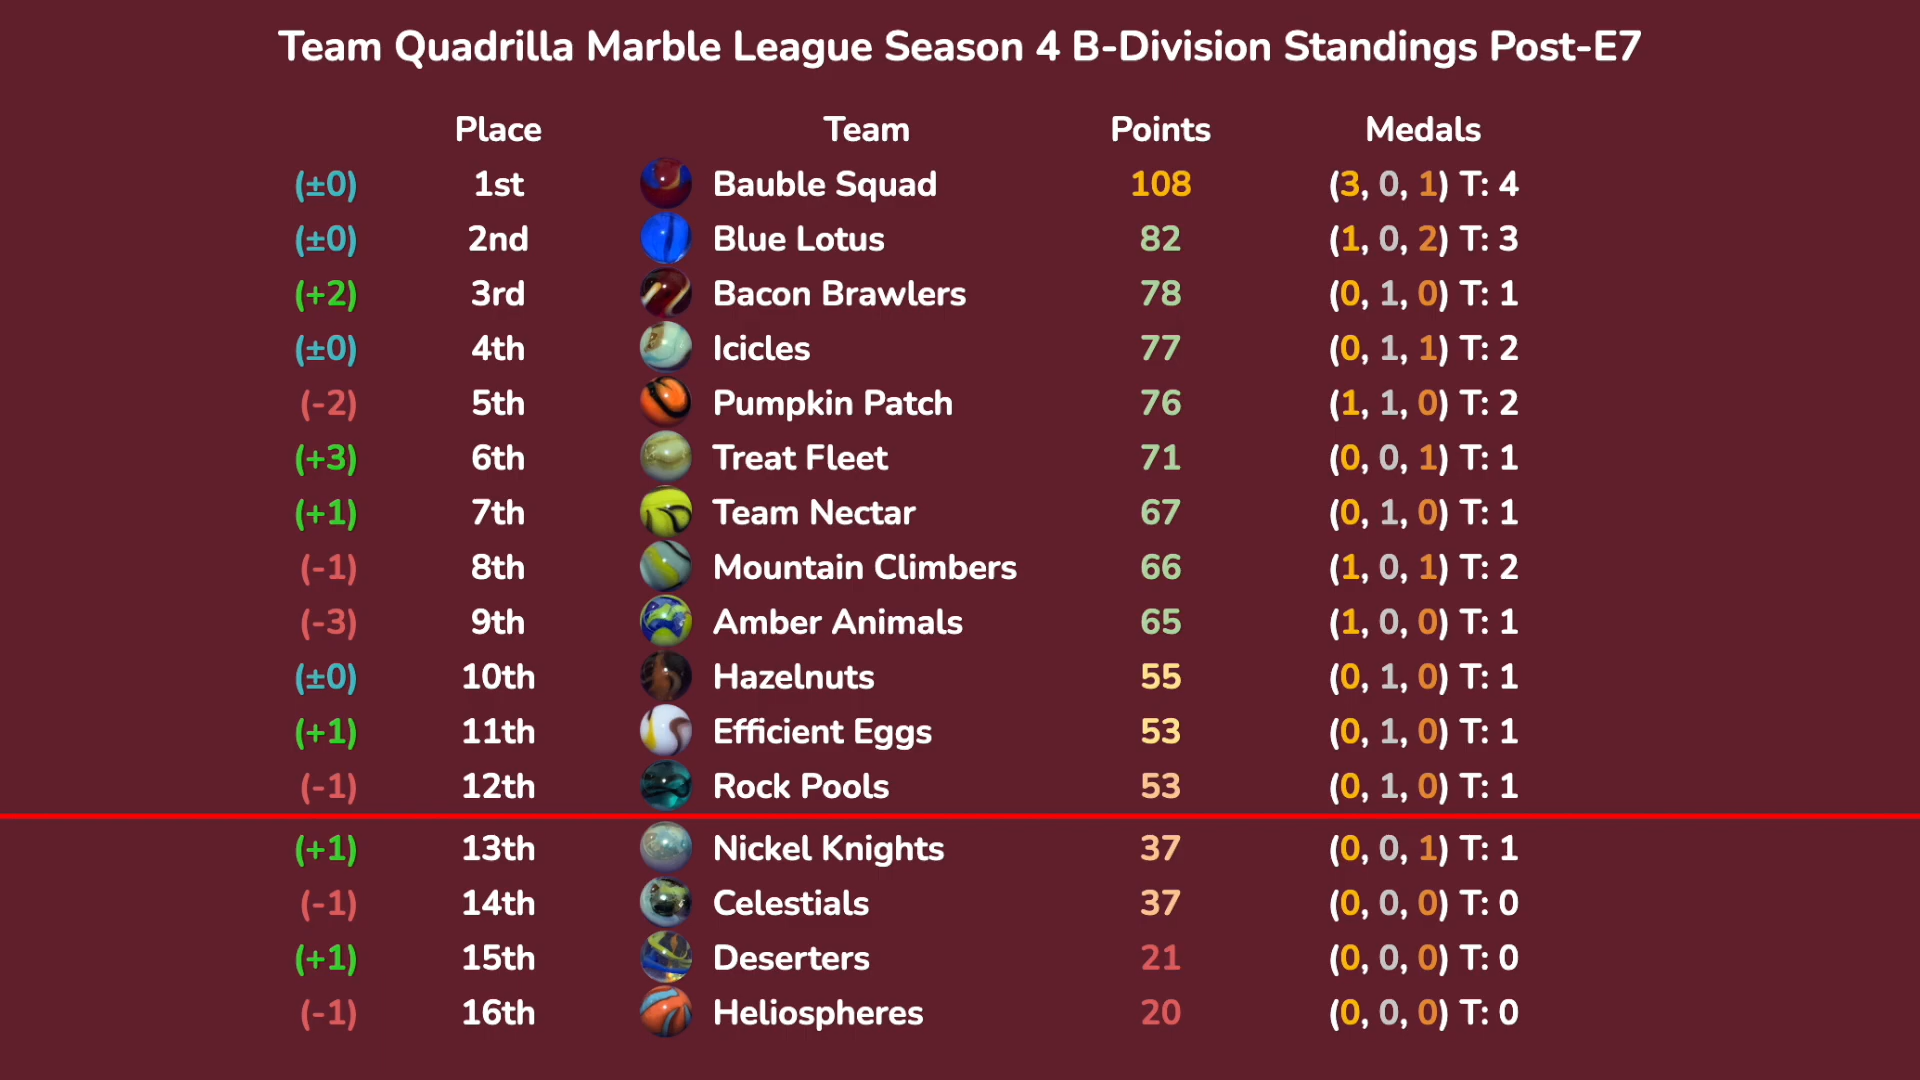 Team Quadrilla Marble League Season 4 B-Division Standings Post-E7
Place Team Points Medals
(±0) 1st Bauble Squad 108 (3, 0, 1) T: 4
(±0) 2nd Blue Lotus 82 (1, 0, 2) T: 3
(+2) 3rd Bacon Brawlers 78 (0, 1, 0) T: 1
(±0) 4th Icicles 77 (0, 1, 1) T: 2
(-2) 5th Pumpkin Patch 76 (1, 1, 0) T: 2
(+3) 6th Treat Fleet 71 (0, 0, 1) T: 1
(+1) 7th Team Nectar 67 (0, 1, 0) T: 1
(-1) 8th Mountain Climbers 66 (1, 0, 1) T: 2
(-3) 9th Amber Animals 65 (1, 0, 0) T: 1
(±0) 10th Hazelnuts 55 (0, 1, 0) T: 1
(+1) 11th Efficient Eggs 53 (0, 1, 0) T: 1
(-1) 12th Rock Pools 53 (0, 1, 0) T: 1
(+1) 13th Nickel Knights 37 (0, 0, 1) T: 1
(-1) 14th Celestials 37 (0, 0, 0) T: 0
(+1) 15th Deserters 21 (0, 0, 0) T: 0
(-1) 16th Heliospheres 20 (0, 0, 0) T: 0